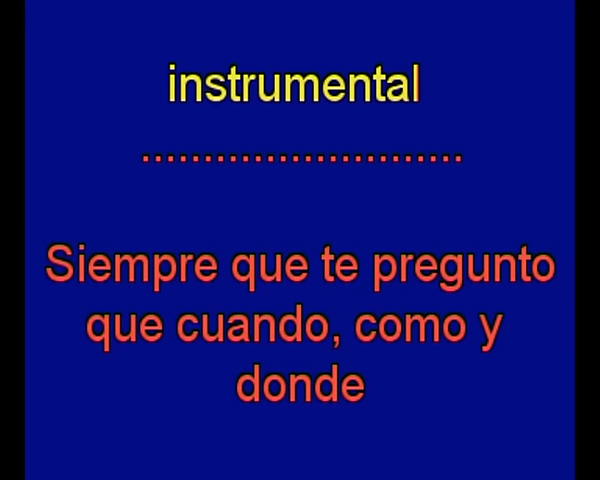 instrumental
..........................
Siempre que te pregunto
que cuando, como y
donde